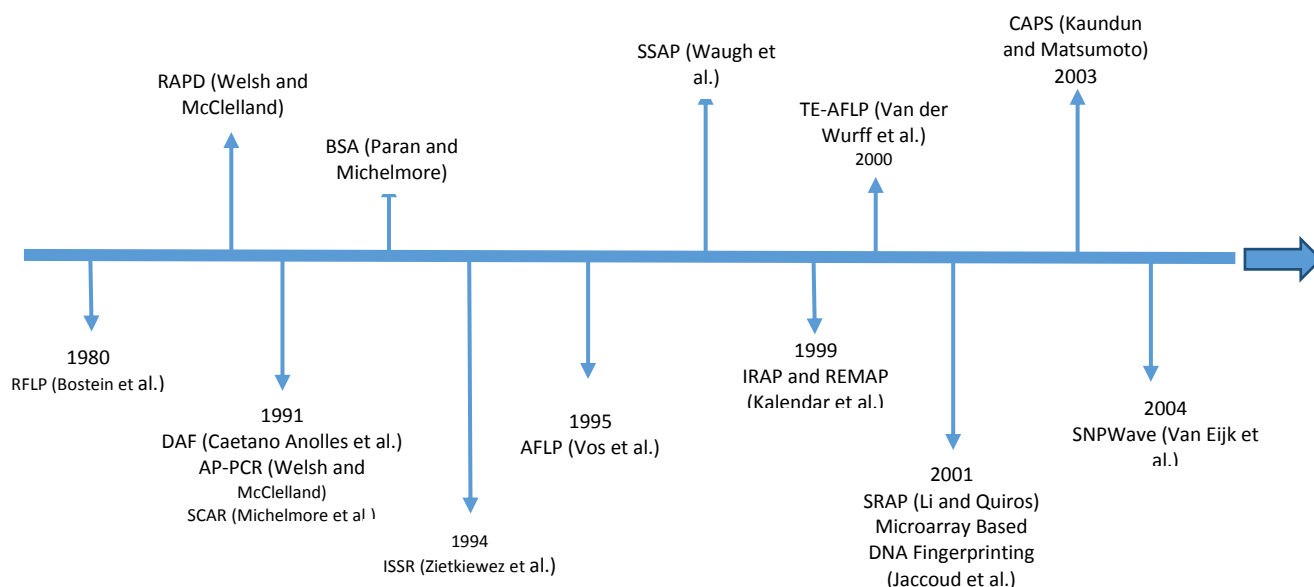 RAPD (Welsh and
McClelland)
BSA (Paran and
Michelmore)
SSAP (Waugh et
al.)
TE-AFLP (Van der
Wurff et al.)
2000
CAPS (Kaundun
and Matsumoto)
2003
1980
RFLP (Bostein et al.)
1991
DAF (Caetano Anolles et al.)
AP-PCR (Welsh and
McClelland)
SCAR (Michelmore et al.)
1994
ISSR (Zietkiewez et al.)
1995
AFLP (Vos et al.)
1999
IRAP and REMAP
(Kalendar et al.)
2001
SRAP (Li and Quiros)
Microarray Based
DNA Fingerprinting
(Jaccoud et al.)
2004
SNPWave (Van Eijk et
al.)